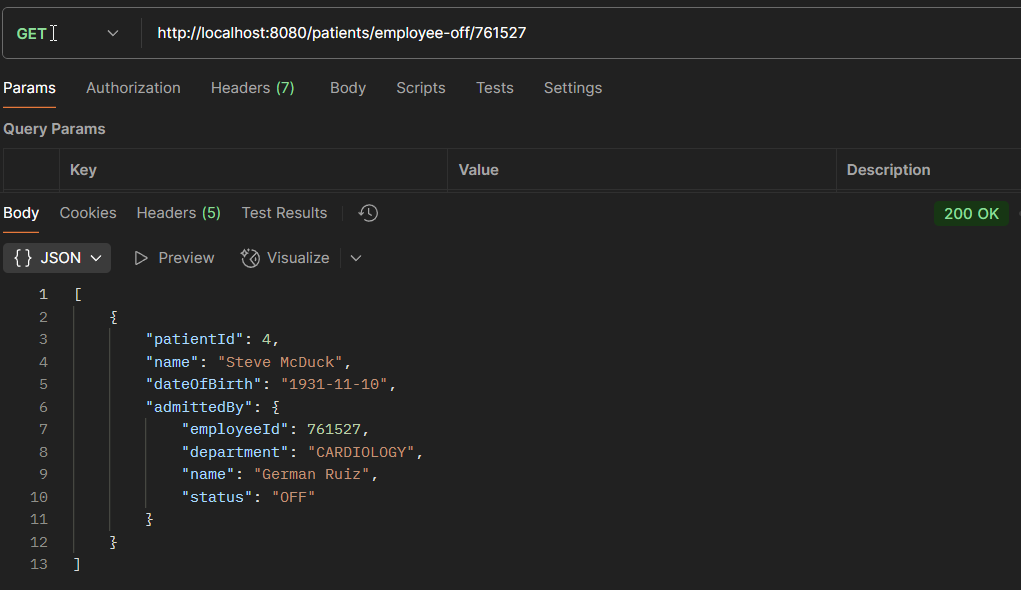 GET http://localhost:8080/patients/employee-off/761527
Params Authorization Headers (7) Body Scripts Tests Settings
Query Params
Key Value Description
Body Cookies Headers (5) Test Results 200 OK
{} JSON Preview Visualize
1 [
2 {
3 "patientId": 4,
4 "name": "Steve McDuck",
5 "dateOfBirth": "1931-11-10",
6 "admittedBy": {
7 "employeeId": 761527,
8 "department": "CARDIOLOGY",
9 "name": "German Ruiz",
10 "status": "OFF"
11 }
12 }
13 ]